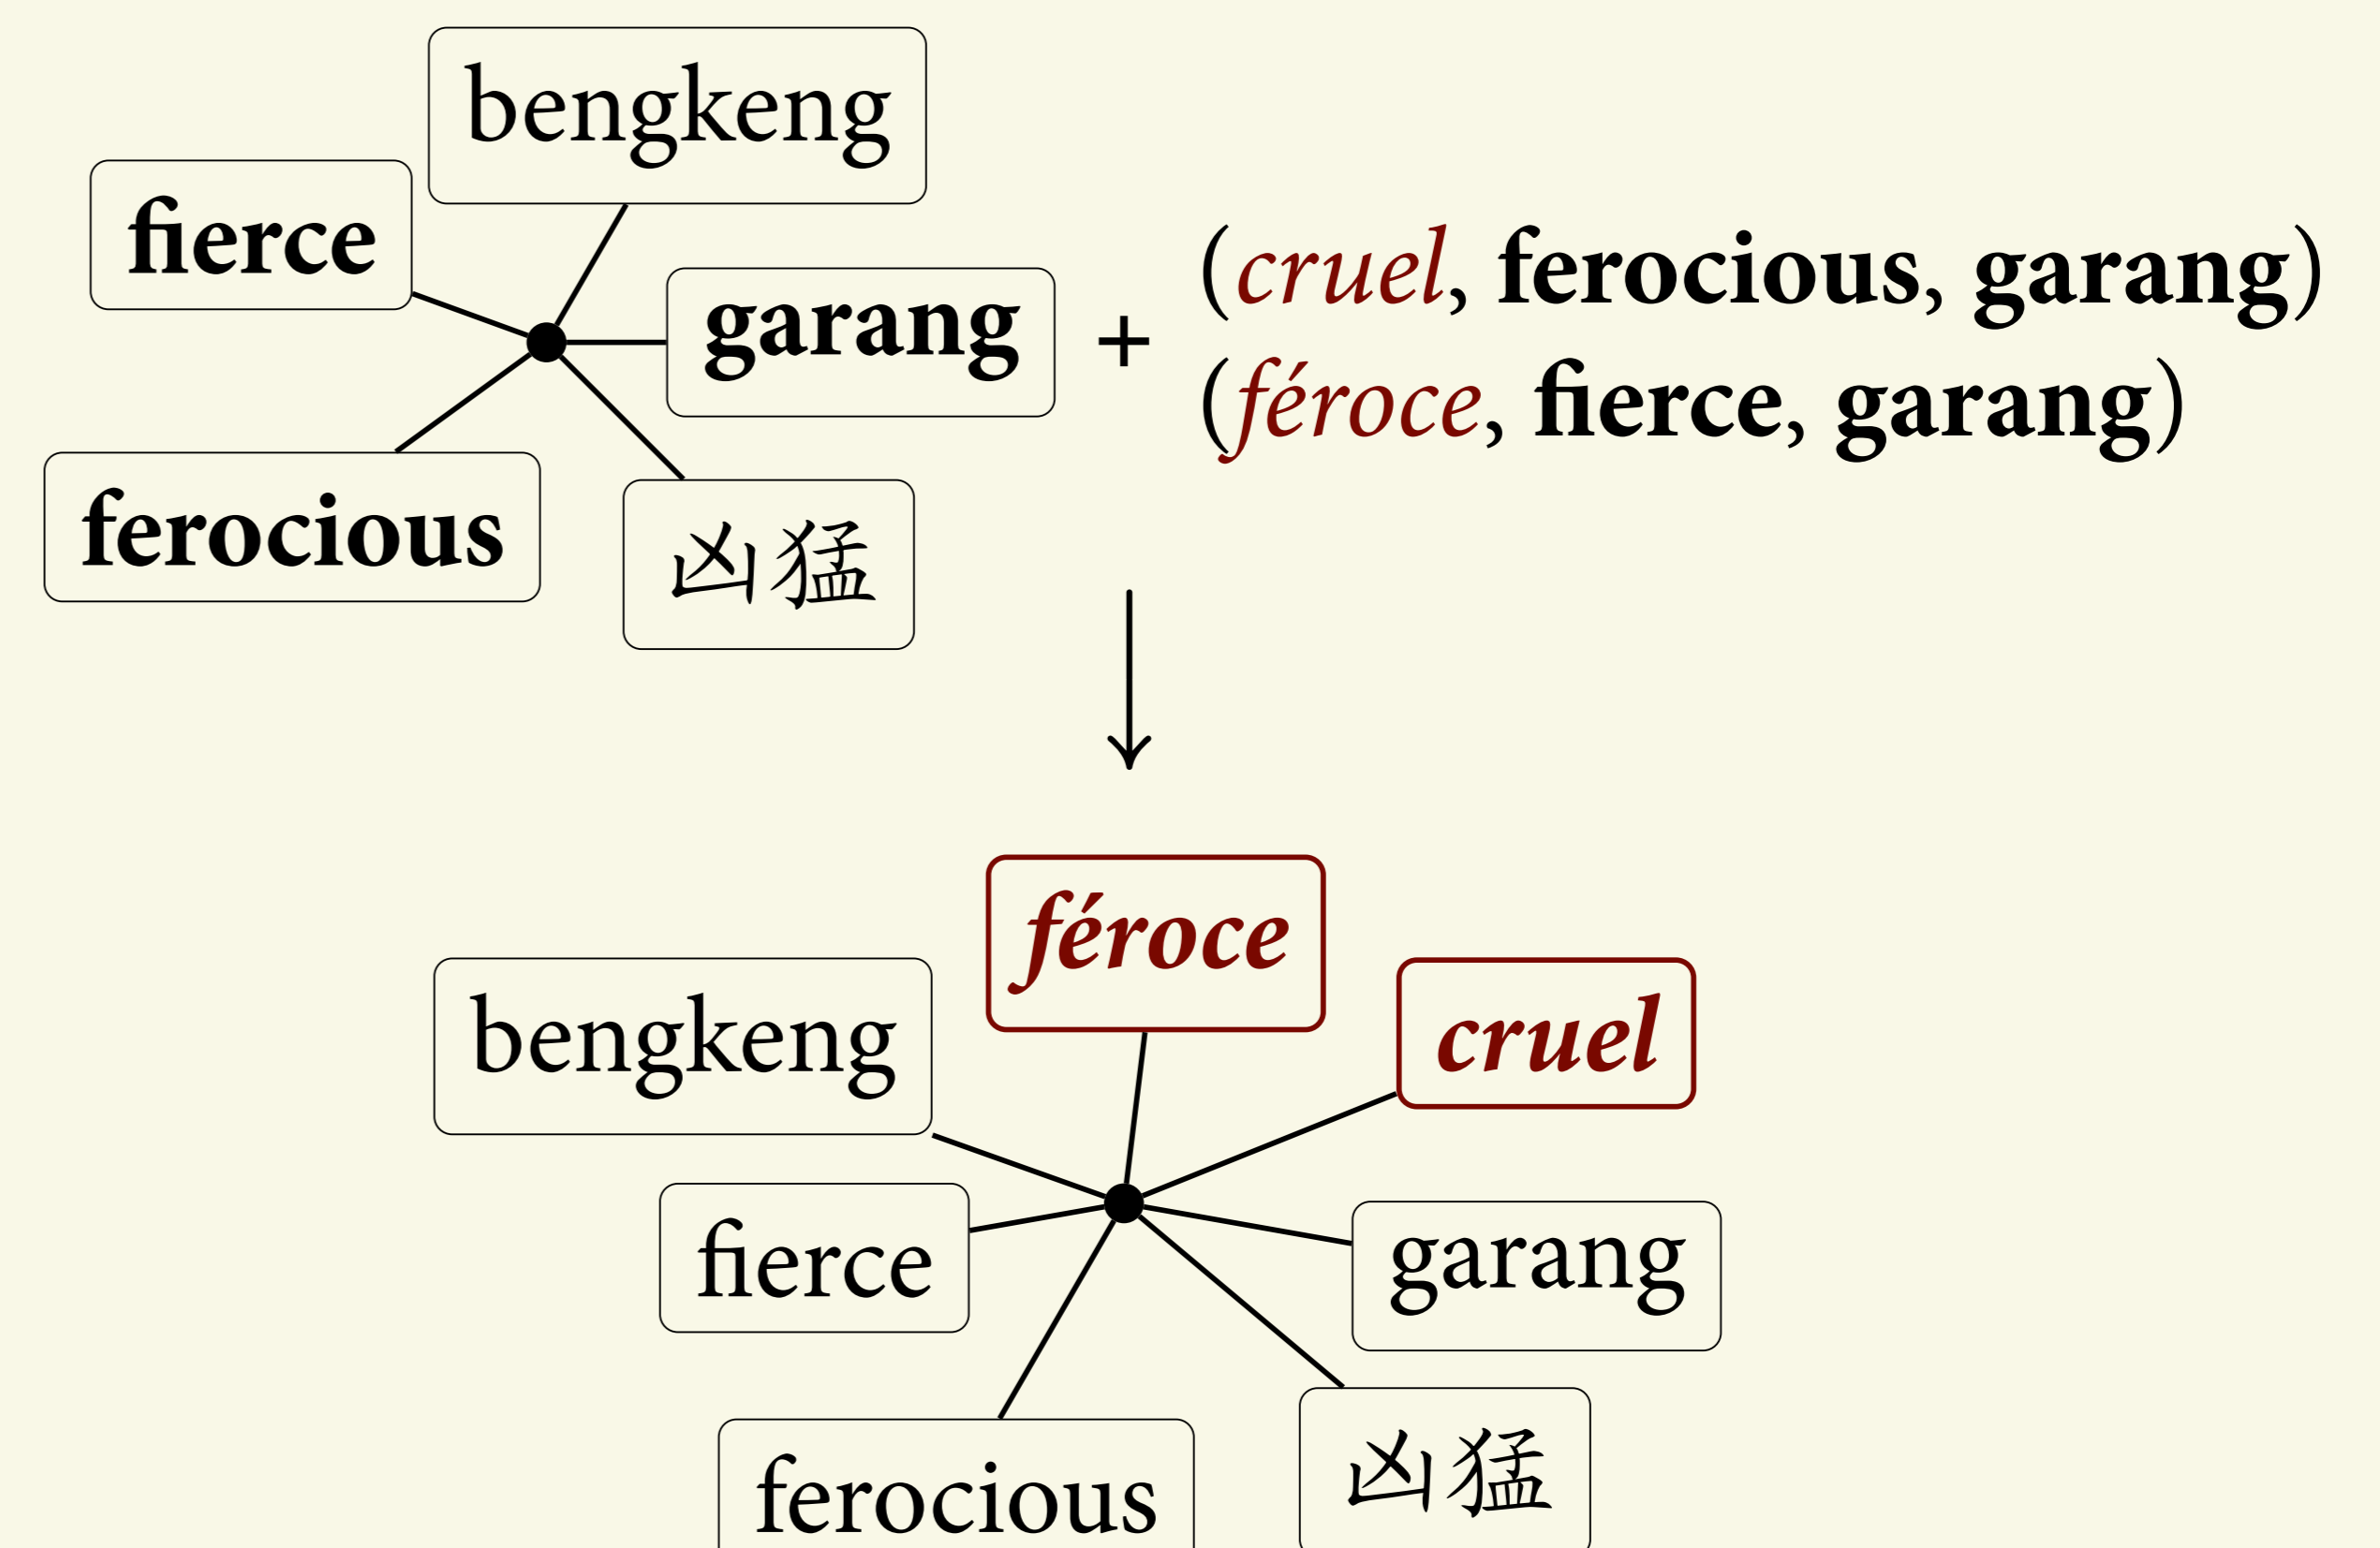 bengkeng
fierce
garang
ferocious
凶猛
+
(cruel, ferocious, garang)
(féroce, fierce, garang)
féroce
cruel
bengkeng
fierce
garang
ferocious
凶猛